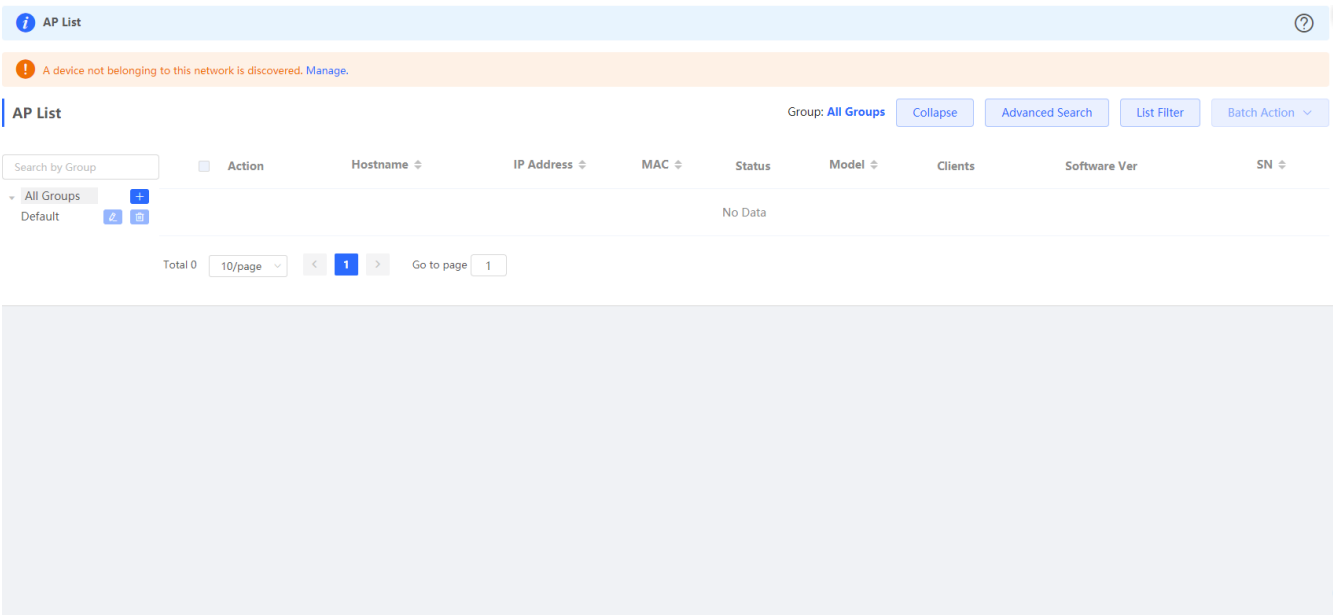 AP List
A device not belonging to this network is discovered. Manage.
AP List
Group: All Groups Collapse Advanced Search List Filter Batch Action
Search by Group
Action Hostname IP Address MAC Status Model Clients Software Ver SN
All Groups
Default
No Data
Total 0 10/page 1 Go to page 1